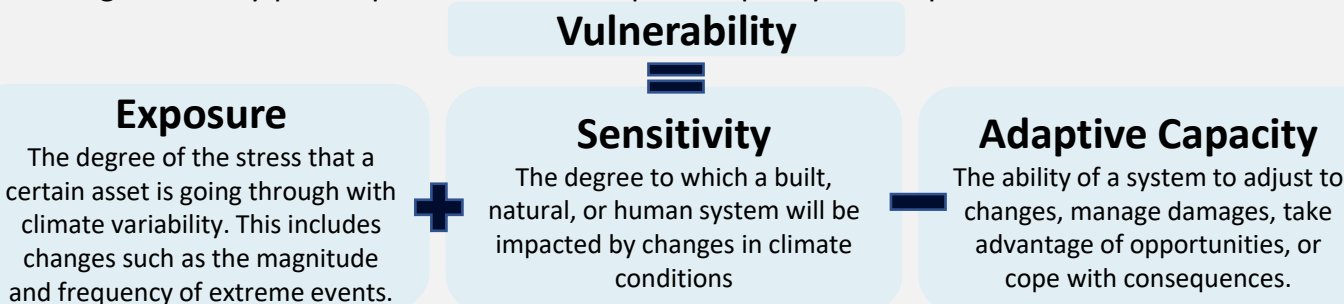 Vulnerability
Exposure
The degree of the stress that a
certain asset is going through with
climate variability. This includes
changes such as the magnitude
and frequency of extreme events.
Sensitivity
The degree to which a built,
natural, or human system will be
impacted by changes in climate
conditions
Adaptive Capacity
The ability of a system to adjust to
changes, manage damages, take
advantage of opportunities, or
cope with consequences.